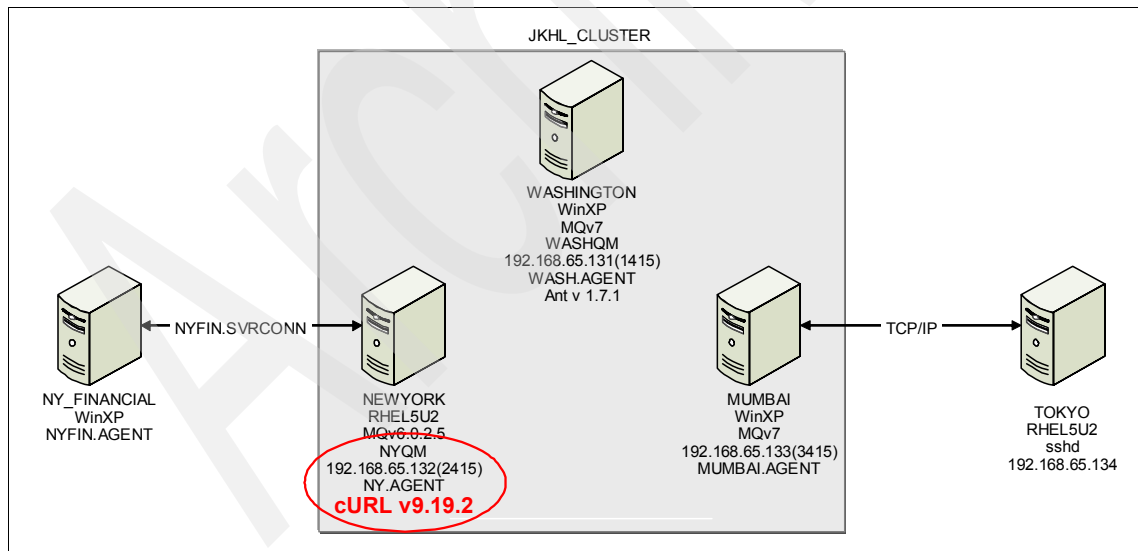 JKHL_CLUSTER
WASHINGTON
WinXP
MQv7
WASHQM
192.168.65.131(1415)
WASH.AGENT
Ant v 1.7.1
NYFIN.SVRCONN
TCP/IP
NY_FINANCIAL
WinXP
NYFIN.AGENT
NEWYORK
RHEL5U2
MQv6.0.2.5
NYQM
192.168.65.132(2415)
NY.AGENT
cURL v9.19.2
MUMBAI
WinXP
MQv7
192.168.65.133(3415)
MUMBAI.AGENT
TOKYO
RHEL5U2
sshd
192.168.65.134